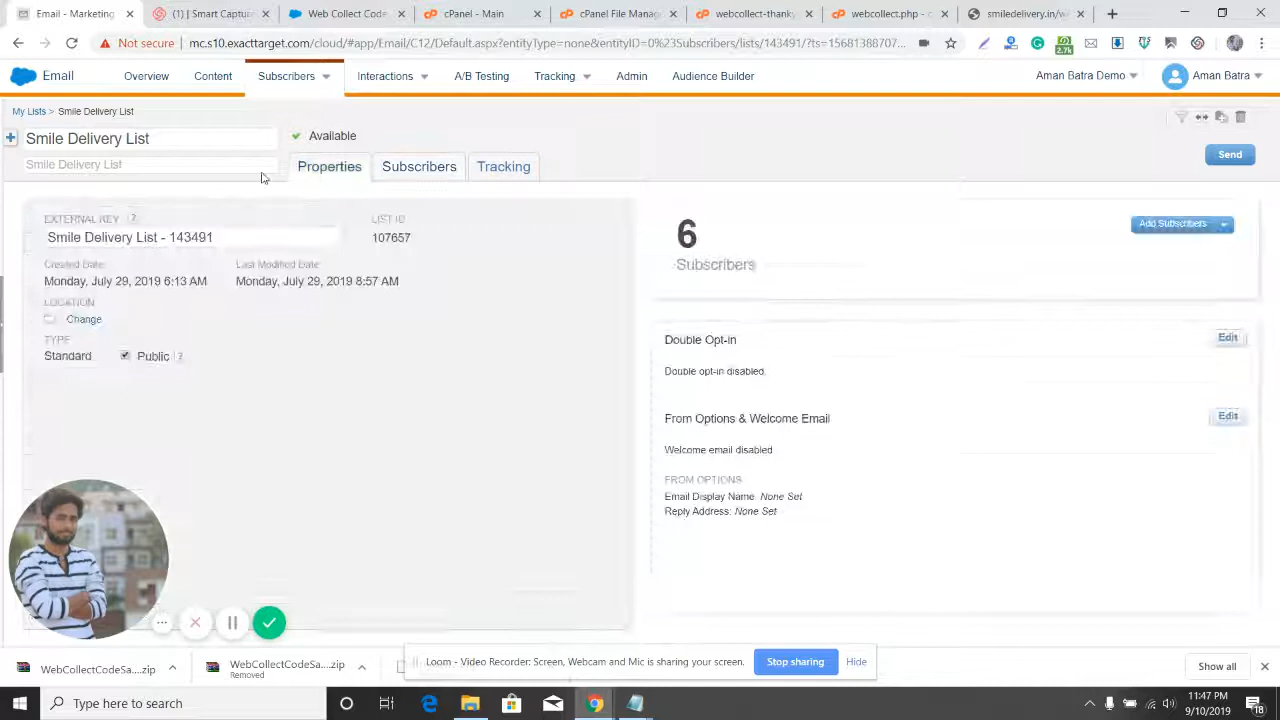 Email - Marketing
(1) | Smart Capture
Web Collect Code
cPanel - Main
cPanel File Mana
webcollect-thanky
webcollect.php - c
smiledelivery.in/w
Not secure
mc.s10.exacttarget.com/cloud/#app/Email/C12/Default.aspx?entityType=none&entityID=0%23Subscribers/lists/143491/?ts=15681388707...
2.7k
Email
Overview
Content
Subscribers
Interactions
A/B Testing
Tracking
Admin
Audience Builder
Aman Batra Demo
Aman Batra
My Lists > Smile Delivery List
Smile Delivery List
Available
Smile Delivery List
Properties
Subscribers
Tracking
Send
EXTERNAL KEY ?
LIST ID
Smile Delivery List - 143491
107657
Created Date:
Last Modified Date:
Monday, July 29, 2019 6:13 AM
Monday, July 29, 2019 8:57 AM
LOCATION
Change
TYPE
Standard
Public ?
6
Subscribers
Add Subscribers
Double Opt-in
Edit
Double opt-in disabled.
From Options & Welcome Email
Edit
Welcome email disabled
FROM OPTIONS
Email Display Name: None Set
Reply Address: None Set
WebCollectCodeSa....zip
WebCollectCodeSa....zip
Removed
Loom - Video Recorder: Screen, Webcam and Mic is sharing your screen.
Stop sharing
Hide
Show all
Type here to search
11:47 PM
9/10/2019
18